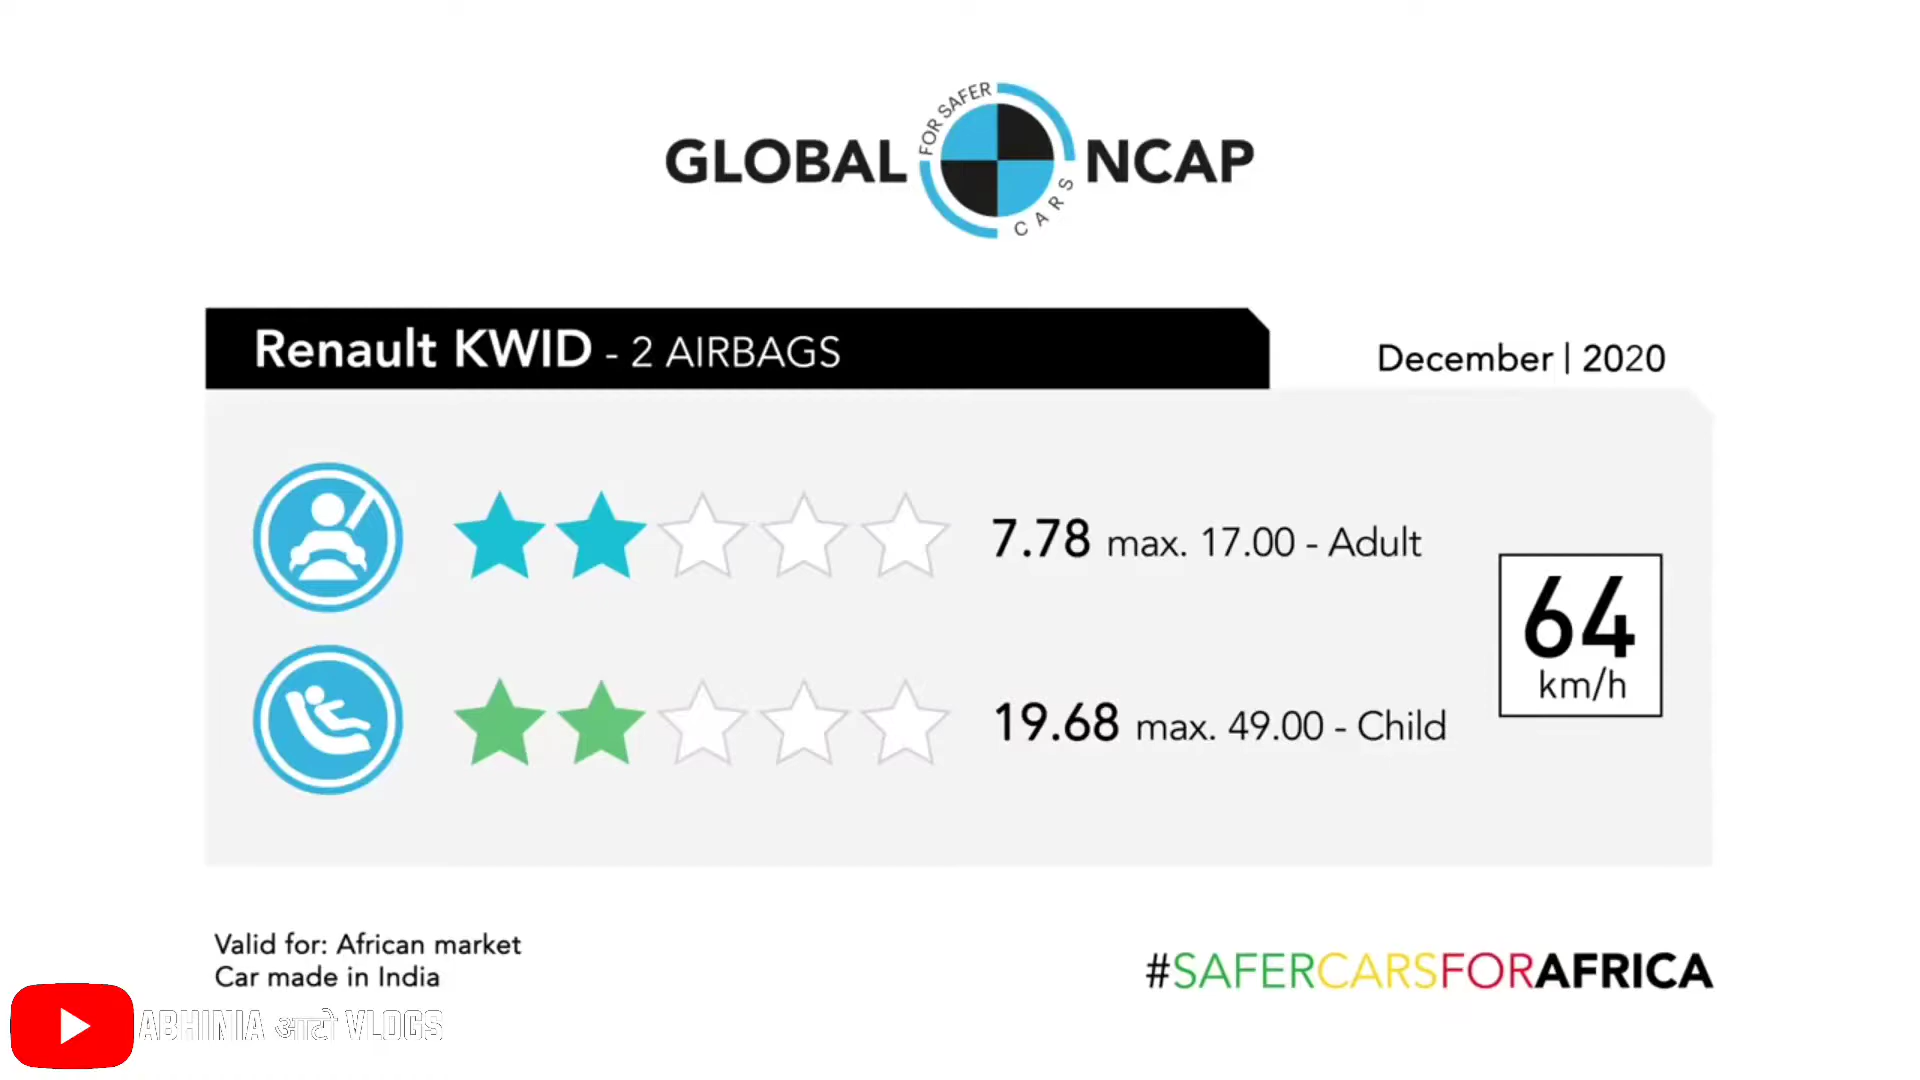 GLOBAL FOR SAFER CARS NCAP
Renault KWID - 2 AIRBAGS
December | 2020
7.78 max. 17.00 - Adult
19.68 max. 49.00 - Child
64
km/h
Valid for: African market
Car made in India
#SAFERCARSFORAFRICA
ABHINIA आटो VLOGS